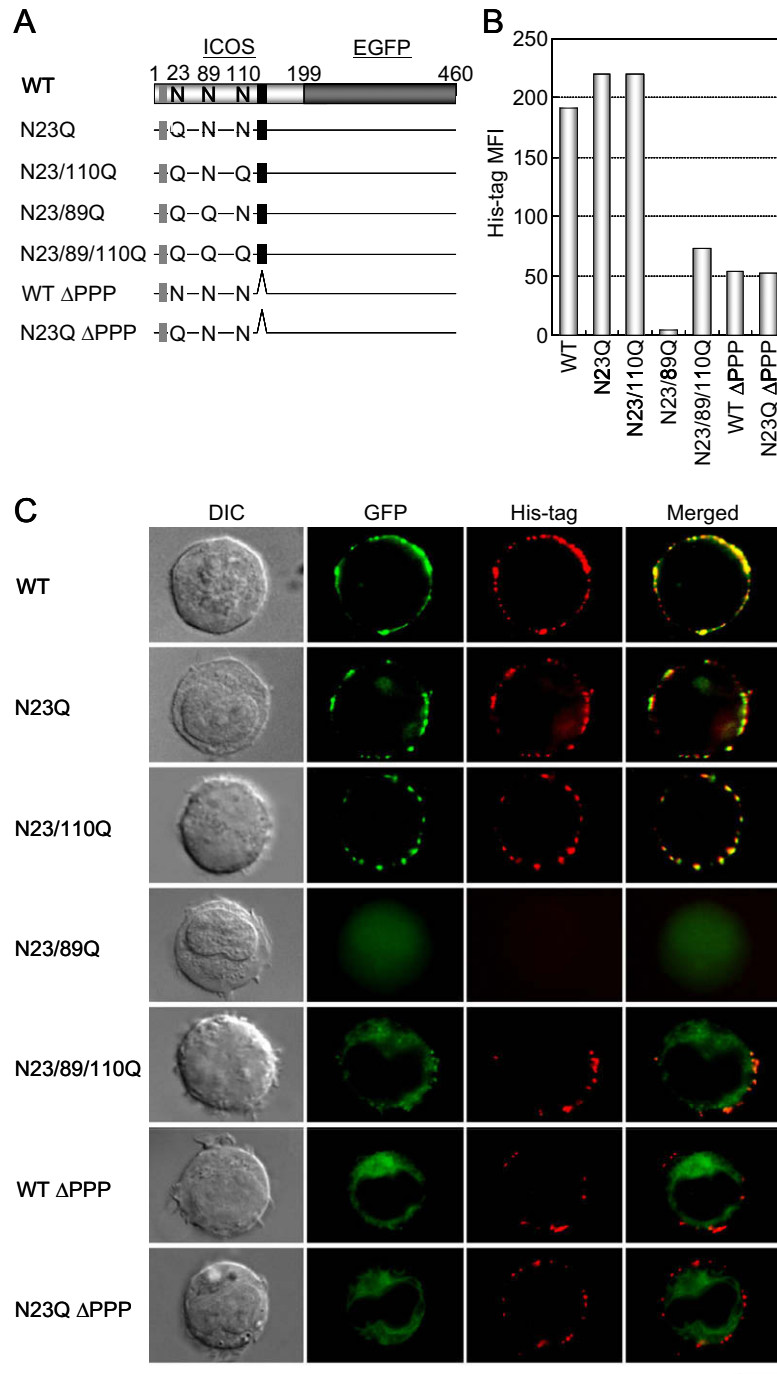 A
ICOS EGFP
1 23 89 110 199 460
WT N N N
N23Q Q N N
N23/110Q Q N Q
N23/89Q Q Q N
N23/89/110Q Q Q Q
WT ΔPPP N N N
N23Q ΔPPP Q N N
B
His-tag MFI
250
200
150
100
50
0
WT
N23Q
N23/110Q
N23/89Q
N23/89/110Q
WT ΔPPP
N23Q ΔPPP
C
DIC GFP His-tag Merged
WT
N23Q
N23/110Q
N23/89Q
N23/89/110Q
WT ΔPPP
N23Q ΔPPP